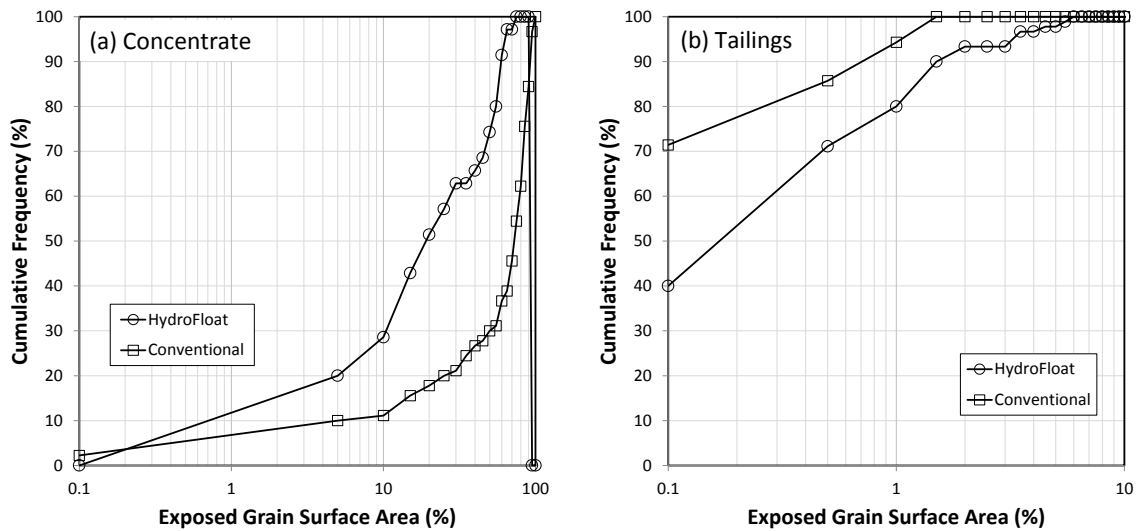 (a) Concentrate
Cumulative Frequency (%)
100
90
80
70
60
50
40
30
20
10
0
HydroFloat
Conventional
0.1 1 10 100
Exposed Grain Surface Area (%)
(b) Tailings
Cumulative Frequency (%)
100
90
80
70
60
50
40
30
20
10
0
HydroFloat
Conventional
0.1 1 10
Exposed Grain Surface Area (%)